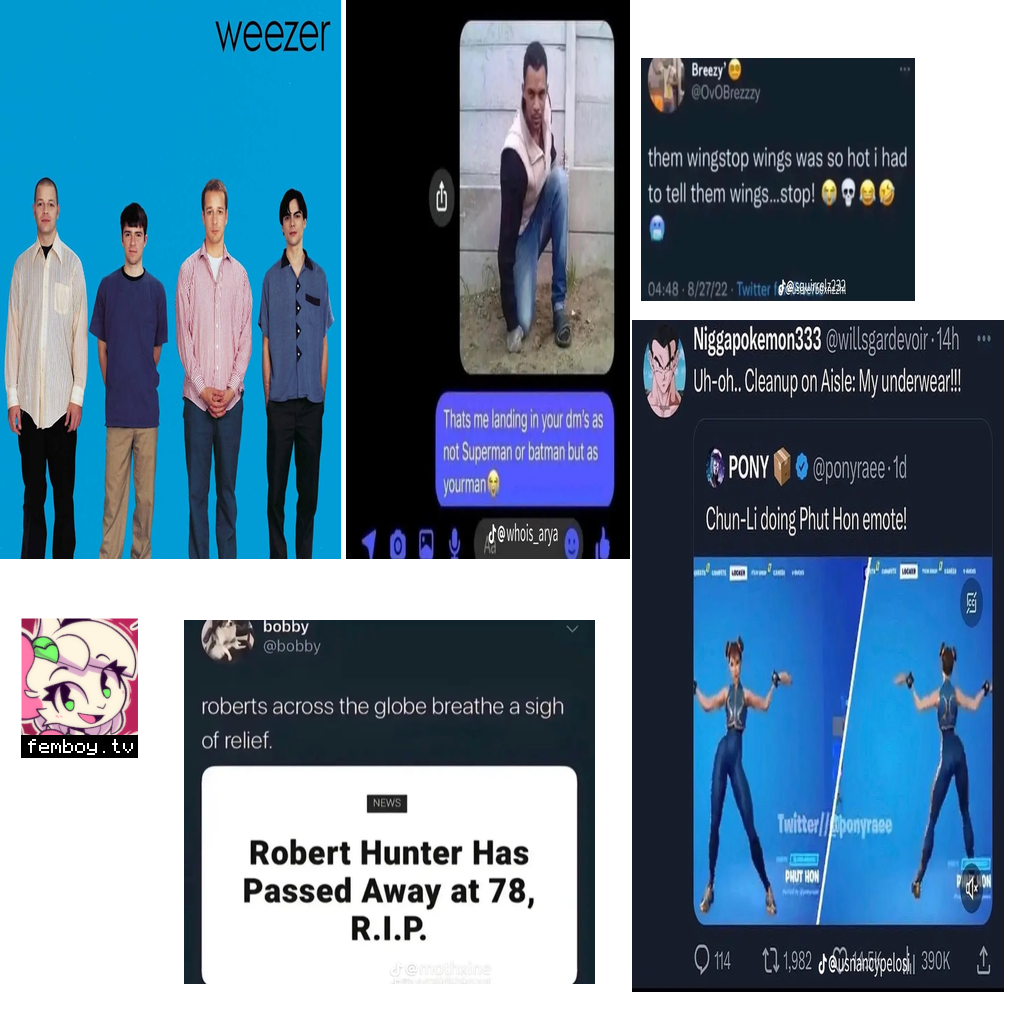 weezer
Thats me landing in your dm's as
not Superman or batman but as
yourman😭
Aa
@whois_arya
Breezy'😵‍💫
@OvOBrezzzy
them wingstop wings was so hot i had
to tell them wings...stop! 😭💀😂🤣
🥶
04:48 · 8/27/22 · Twitter f
@squirrelz232
Niggapokemon333 @willsgardevoir · 14h
Uh-oh.. Cleanup on Aisle: My underwear!!!
PONY 📦 @ponyraee · 1d
Chun-Li doing Phut Hon emote!
LOCKER
LOCKER
Twitter//@ponyraee
PHUT HON
114
1,982
390K
@usnancypelosi
femboy.tv
bobby
@bobby
roberts across the globe breathe a sigh
of relief.
NEWS
Robert Hunter Has
Passed Away at 78,
R.I.P.
@mothxine